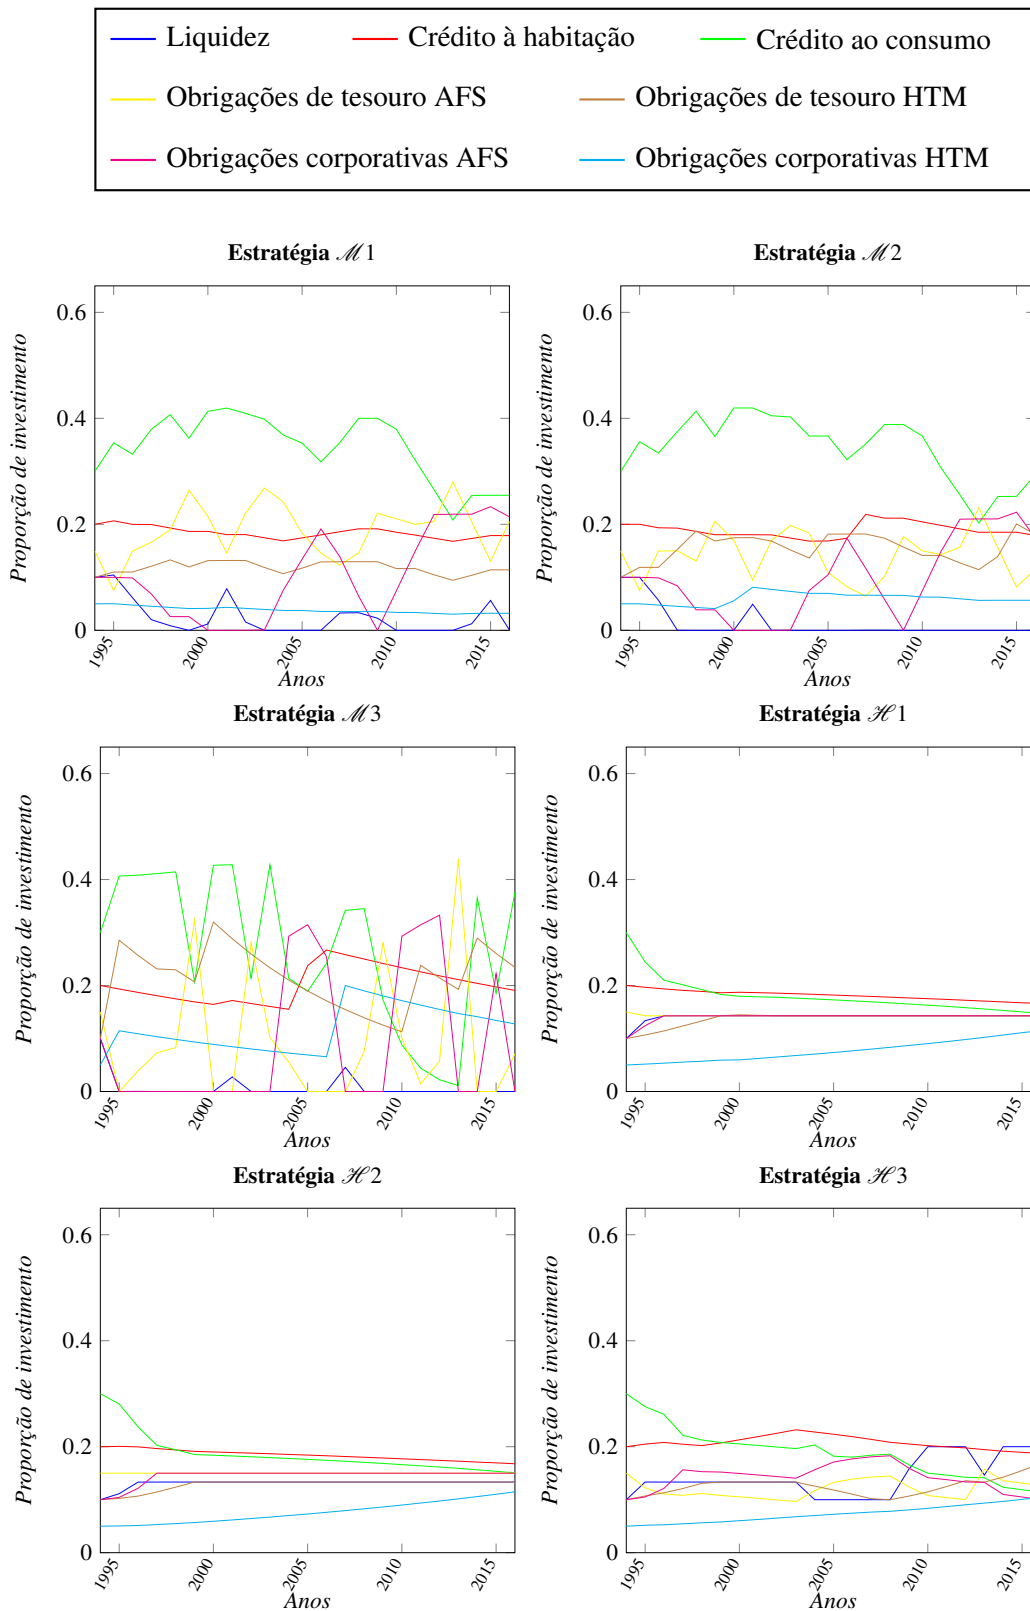 Liquidez Crédito à habitação Crédito ao consumo
Obrigações de tesouro AFS Obrigações de tesouro HTM
Obrigações corporativas AFS Obrigações corporativas HTM
Estratégia ℳ1
0.6
0.4
0.2
0
Proporção de investimento
1995 2000 2005 2010 2015
Anos
Estratégia ℳ2
0.6
0.4
0.2
0
Proporção de investimento
1995 2000 2005 2010 2015
Anos
Estratégia ℳ3
0.6
0.4
0.2
0
Proporção de investimento
1995 2000 2005 2010 2015
Anos
Estratégia ℋ1
0.6
0.4
0.2
0
Proporção de investimento
1995 2000 2005 2010 2015
Anos
Estratégia ℋ2
0.6
0.4
0.2
0
Proporção de investimento
1995 2000 2005 2010 2015
Anos
Estratégia ℋ3
0.6
0.4
0.2
0
Proporção de investimento
1995 2000 2005 2010 2015
Anos